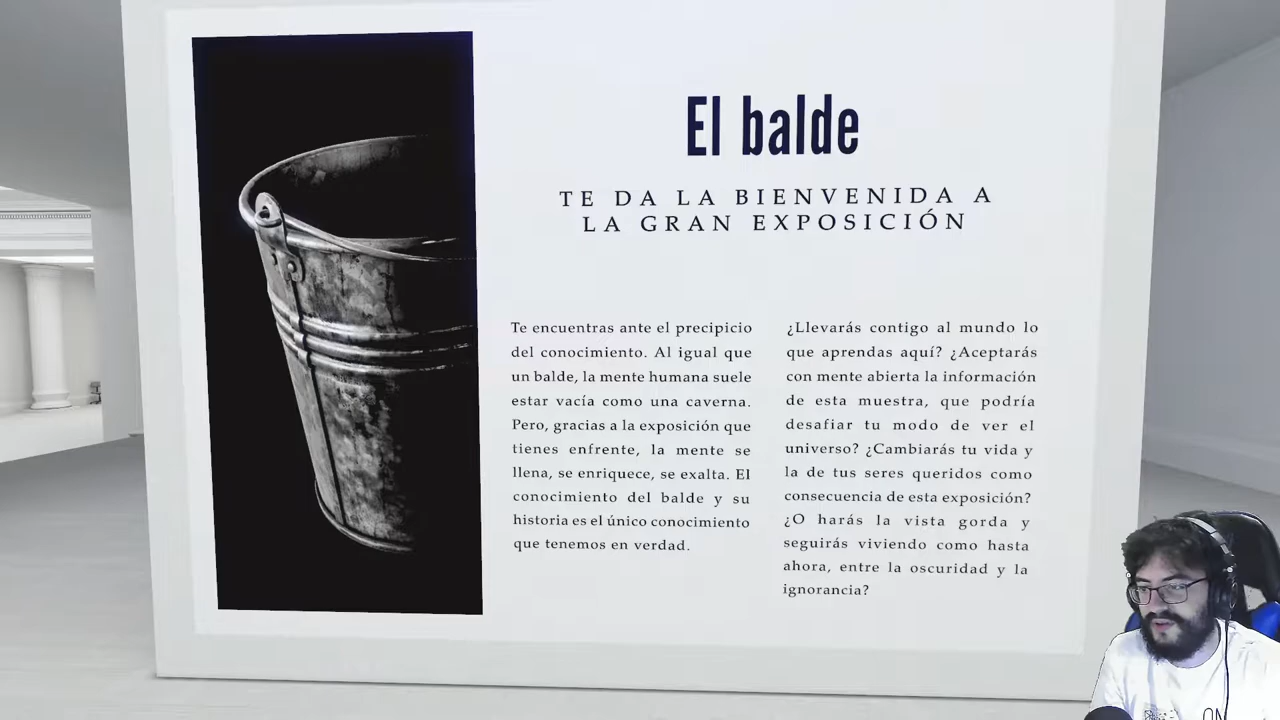 El balde
TE DA LA BIENVENIDA A
LA GRAN EXPOSICIÓN
Te encuentras ante el precipicio
del conocimiento. Al igual que
un balde, la mente humana suele
estar vacía como una caverna.
Pero, gracias a la exposición que
tienes enfrente, la mente se
llena, se enriquece, se exalta. El
conocimiento del balde y su
historia es el único conocimiento
que tenemos en verdad.
¿Llevarás contigo al mundo lo
que aprendas aquí? ¿Aceptarás
con mente abierta la información
de esta muestra, que podría
desafiar tu modo de ver el
universo? ¿Cambiarás tu vida y
la de tus seres queridos como
consecuencia de esta exposición?
¿O harás la vista gorda y
seguirás viviendo como hasta
ahora, entre la oscuridad y la
ignorancia?
ON